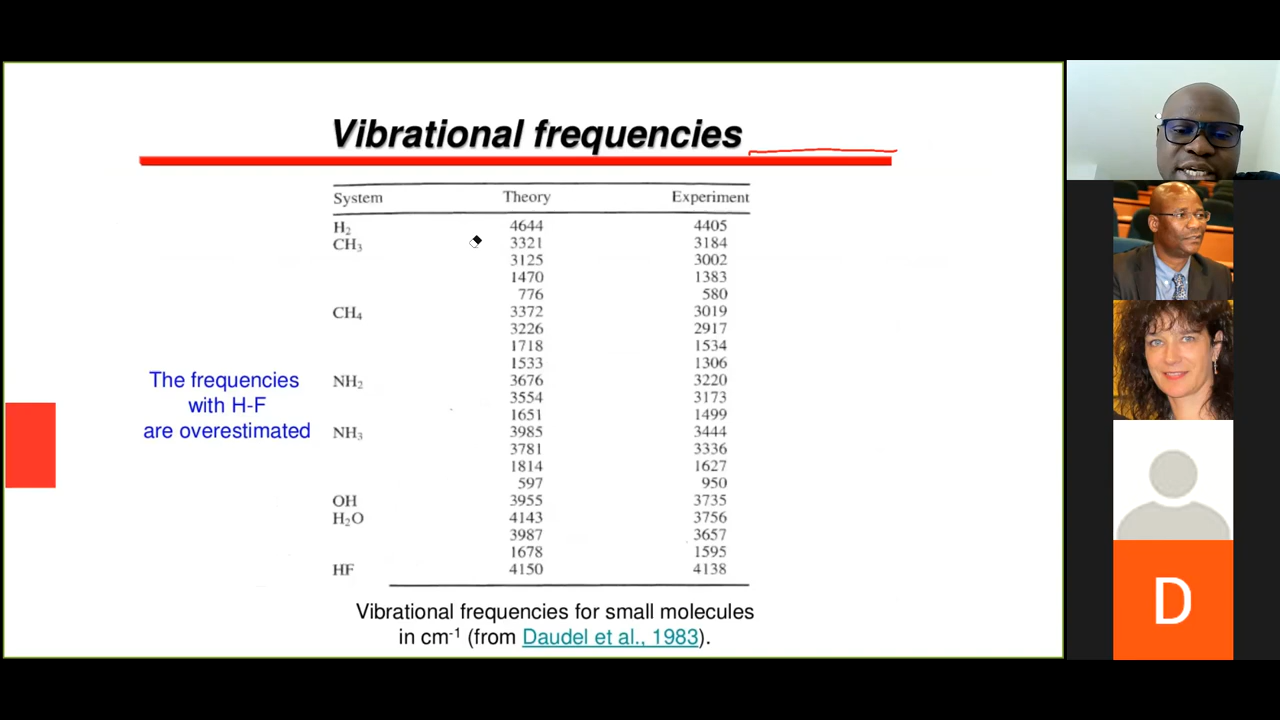 Vibrational frequencies
System Theory Experiment
H₂ 4644 4405
CH₃ 3321 3184
3125 3002
1470 1383
776 580
CH₄ 3372 3019
3226 2917
1718 1534
1533 1306
NH₂ 3676 3220
3554 3173
1651 1499
NH₃ 3985 3444
3781 3336
1814 1627
597 950
OH 3955 3735
H₂O 4143 3756
3987 3657
1678 1595
HF 4150 4138
The frequencies
with H-F
are overestimated
Vibrational frequencies for small molecules
in cm⁻¹ (from Daudel et al., 1983).
D